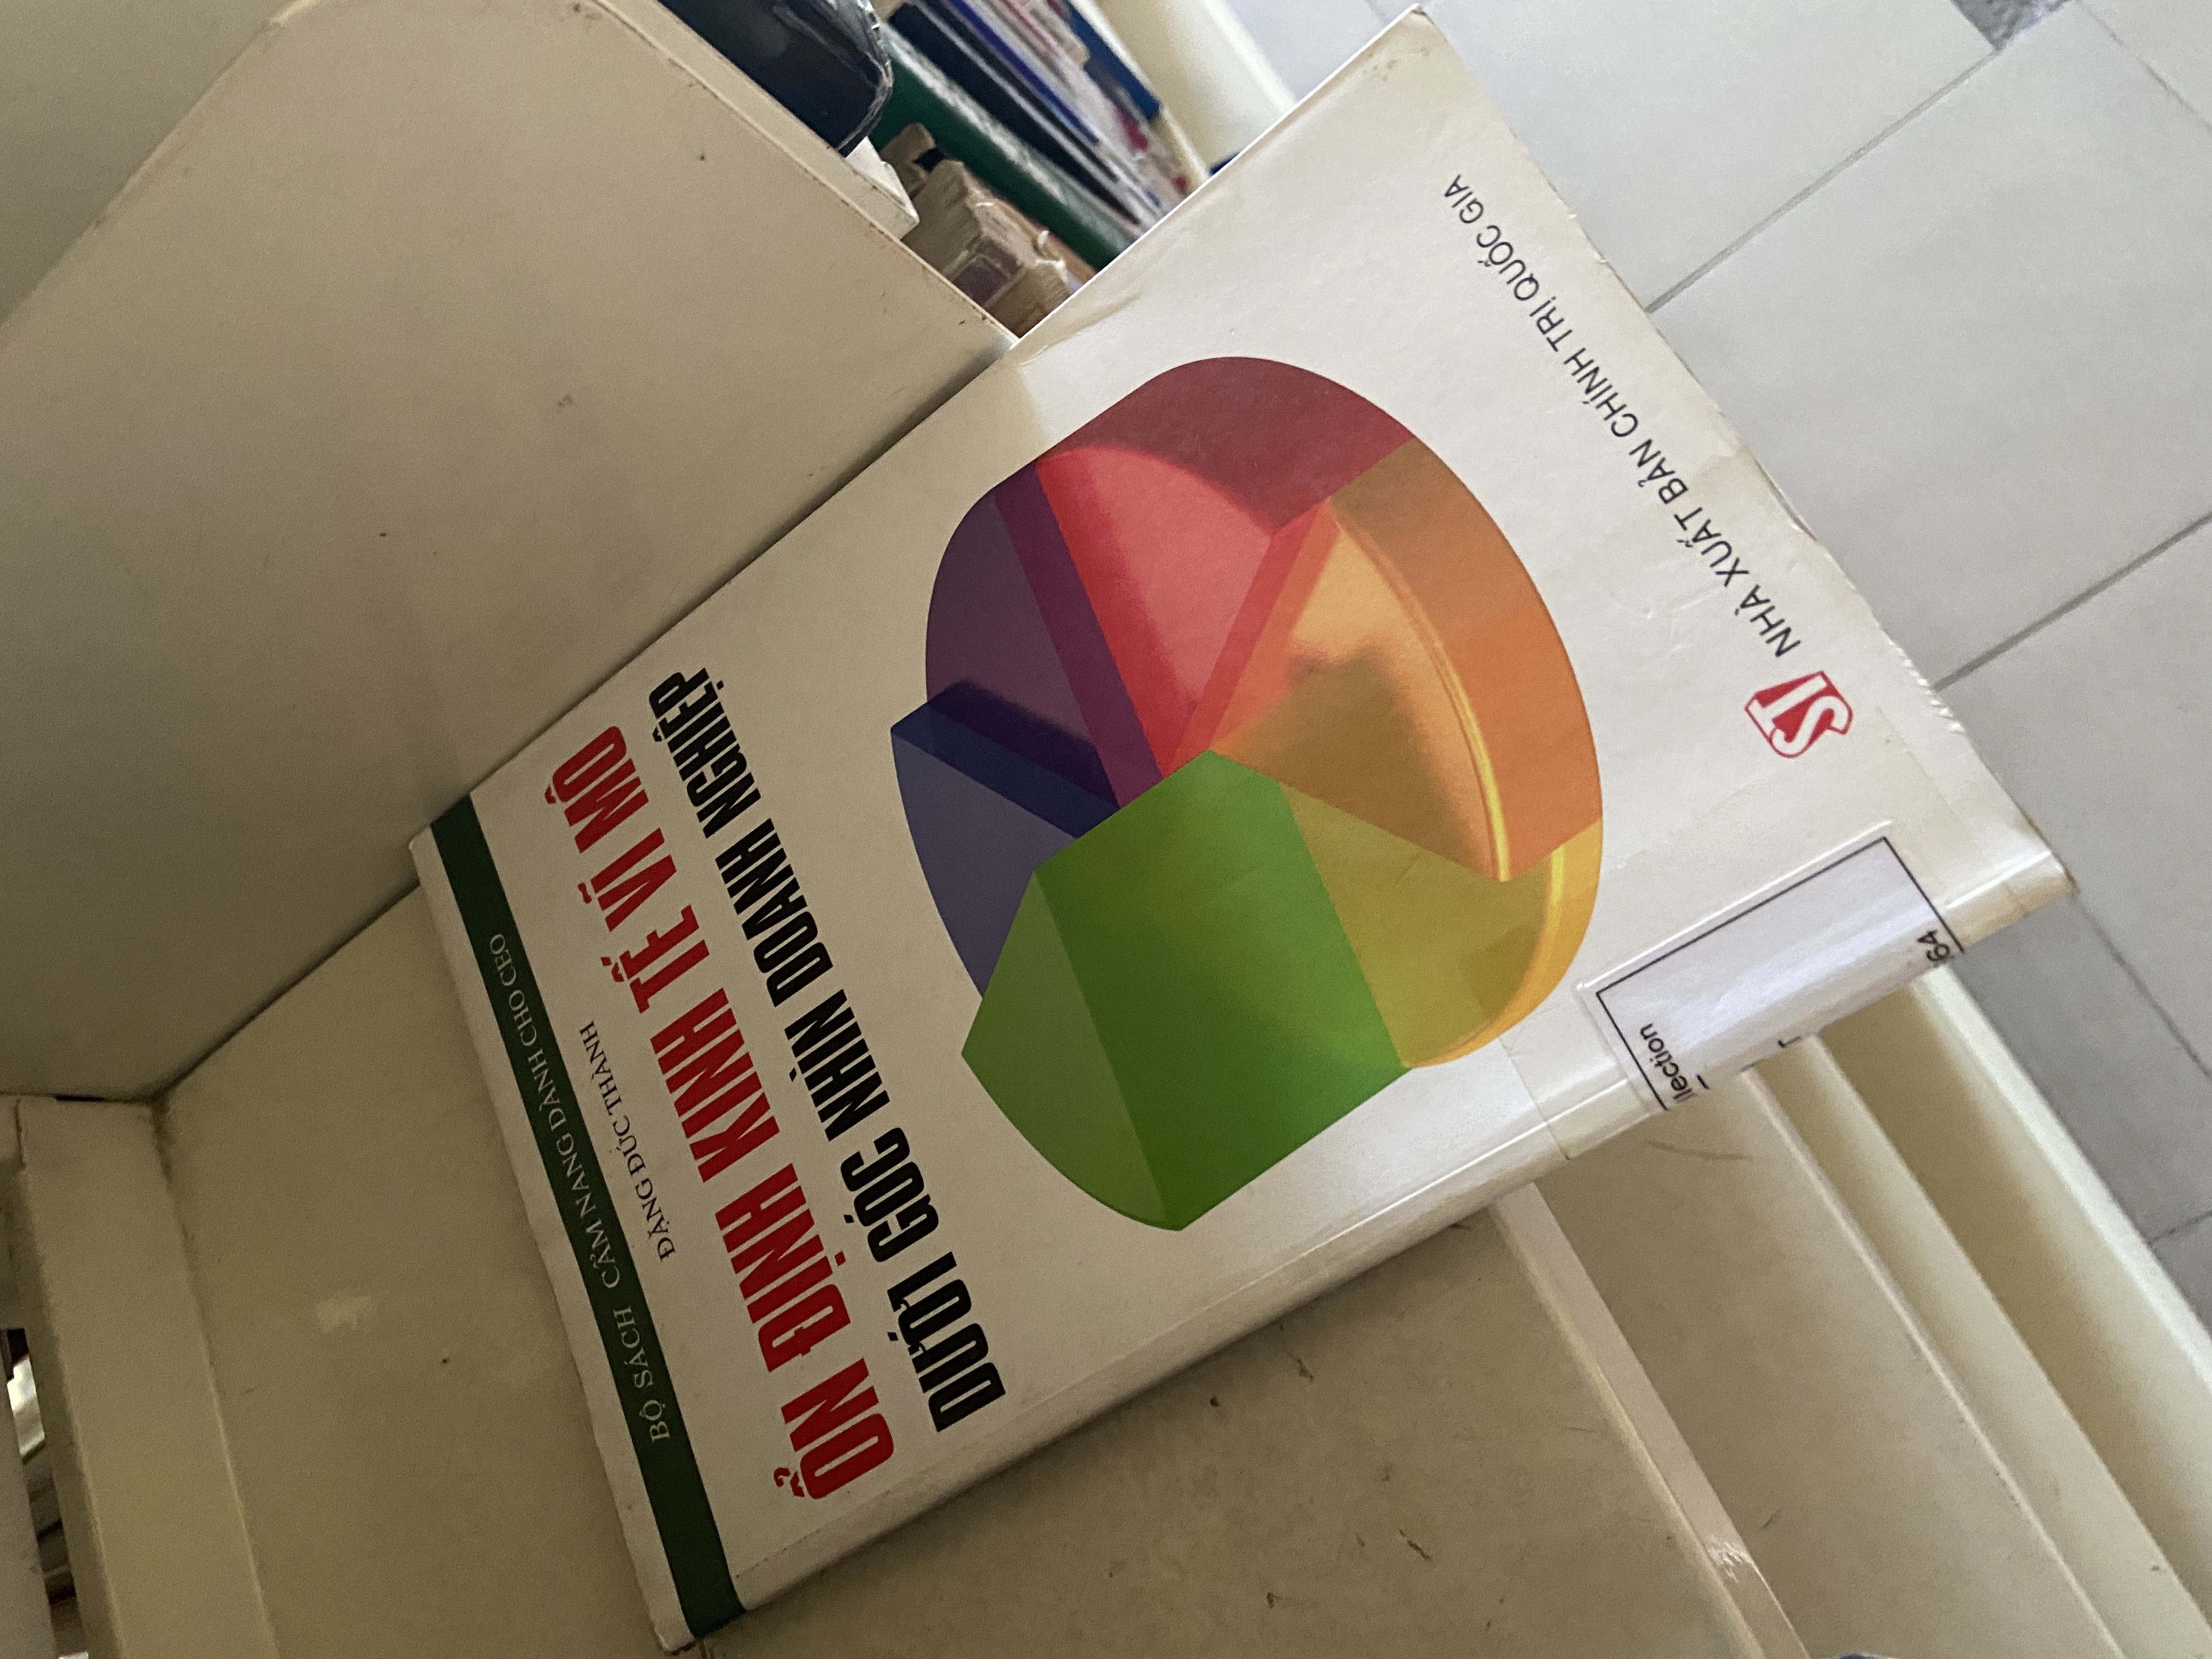 BỘ SÁCH CẨM NANG DÀNH CHO CEO
ĐẶNG ĐỨC THÀNH
ỔN ĐỊNH KINH TẾ VĨ MÔ
DƯỚI GÓC NHÌN DOANH NGHIỆP
ST
NHÀ XUẤT BẢN CHÍNH TRỊ QUỐC GIA